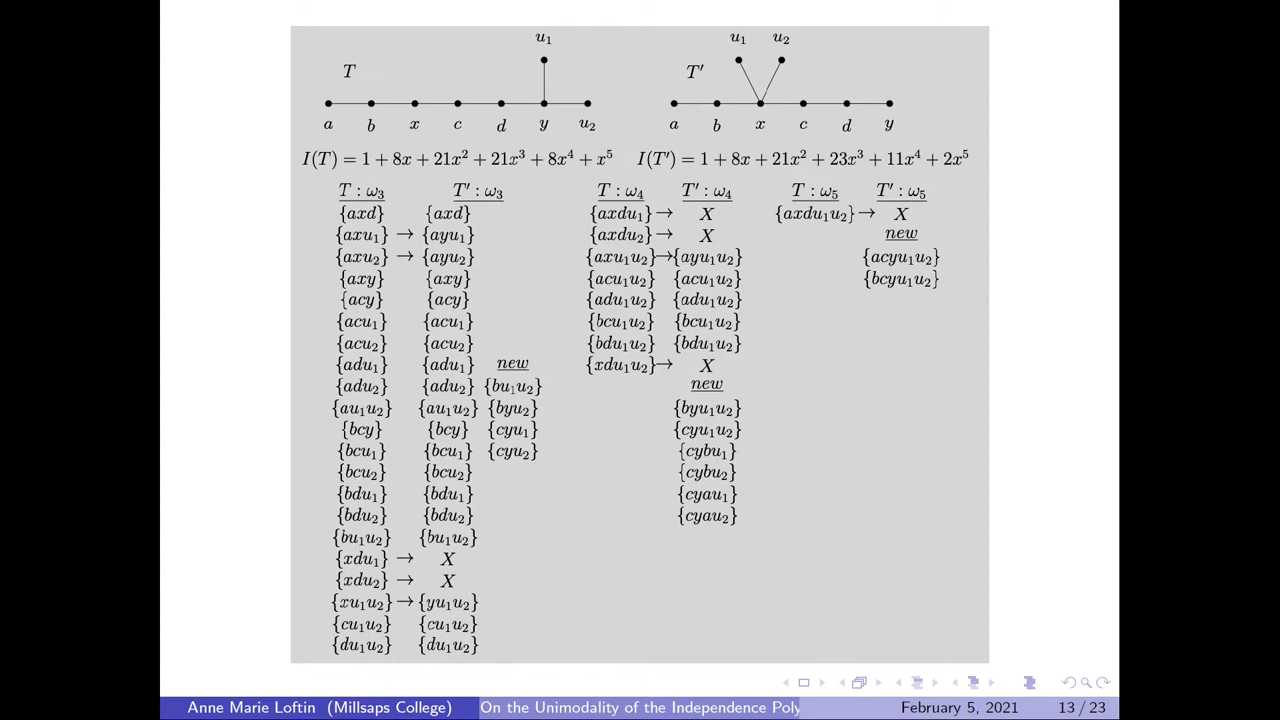 u₁ u₁ u₂
T T′
a b x c d y u₂ a b x c d y
I(T) = 1 + 8x + 21x² + 21x³ + 8x⁴ + x⁵ I(T′) = 1 + 8x + 21x² + 23x³ + 11x⁴ + 2x⁵
T : ω₃ T′ : ω₃ T : ω₄ T′ : ω₄ T : ω₅ T′ : ω₅
{axd} {axd} {axdu₁} → X {axdu₁u₂} → X
{axu₁} → {ayu₁} {axdu₂} → X new
{axu₂} → {ayu₂} {axu₁u₂} → {ayu₁u₂} {acyu₁u₂}
{axy} {axy} {acu₁u₂} {acu₁u₂} {bcyu₁u₂}
{acy} {acy} {adu₁u₂} {adu₁u₂}
{acu₁} {acu₁} {bcu₁u₂} {bcu₁u₂}
{acu₂} {acu₂} {bdu₁u₂} {bdu₁u₂}
{adu₁} {adu₁} new {xdu₁u₂} → X
{adu₂} {adu₂} {bu₁u₂} new
{au₁u₂} {au₁u₂} {byu₂} {byu₁u₂}
{bcy} {bcy} {cyu₁} {cyu₁u₂}
{bcu₁} {bcu₁} {cyu₂} {cybu₁}
{bcu₂} {bcu₂} {cybu₂}
{bdu₁} {bdu₁} {cyau₁}
{bdu₂} {bdu₂} {cyau₂}
{bu₁u₂} {bu₁u₂}
{xdu₁} → X
{xdu₂} → X
{xu₁u₂} → {yu₁u₂}
{cu₁u₂} {cu₁u₂}
{du₁u₂} {du₁u₂}
Anne Marie Loftin (Millsaps College) On the Unimodality of the Independence Poly February 5, 2021 13 / 23